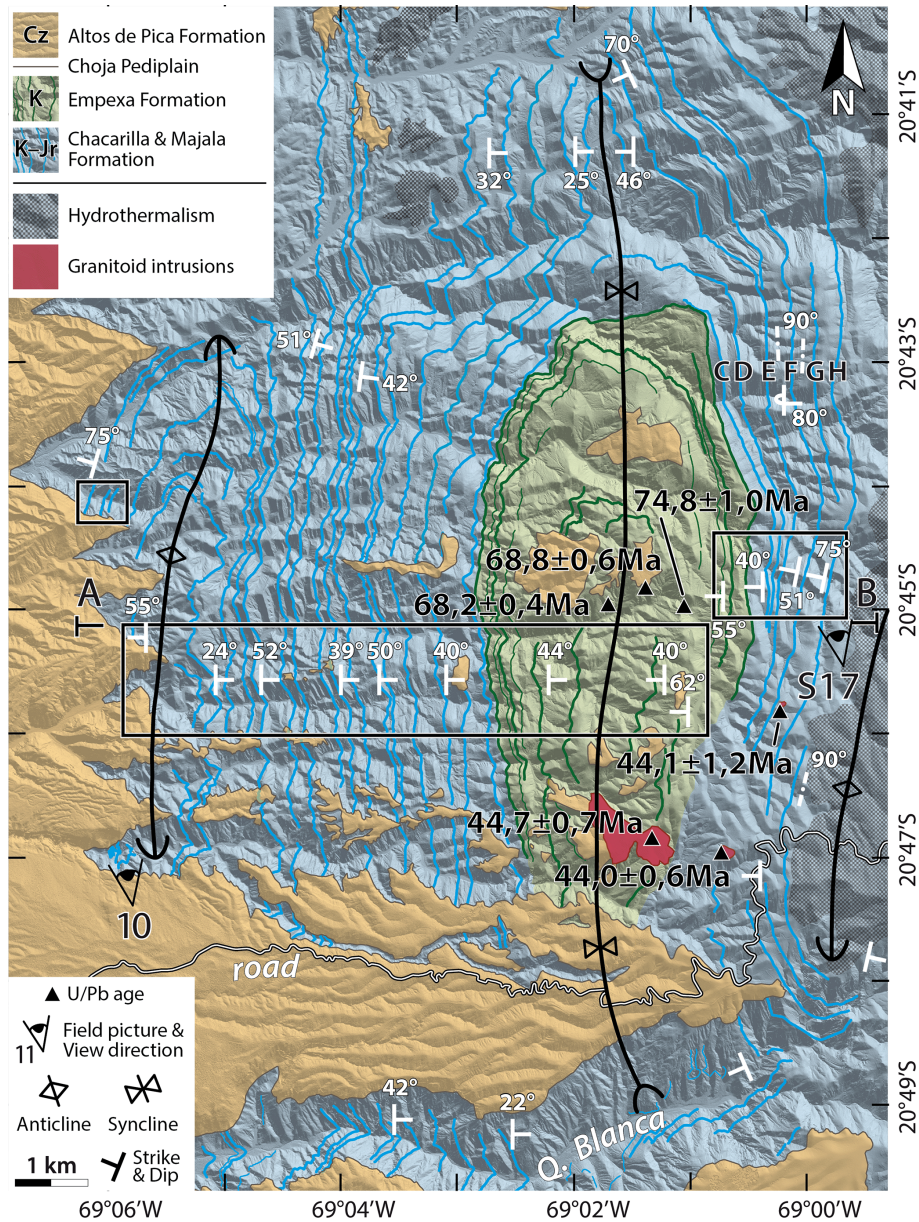 Cz
Altos de Pica Formation
Choja Pediplain
K
Empexa Formation
K–Jr
Chacarilla & Majala
Formation
Hydrothermalism
Granitoid intrusions
70°
N
20°41'S
32°
25°
46°
51°
42°
90°
20°43'S
CD E F GH
80°
75°
74,8±1,0Ma
68,8±0,6Ma
68,2±0,4Ma
40°
75°
51°
A
B
55°
55°
20°45'S
24°
52°
39°
50°
40°
44°
40°
62°
S17
44,1±1,2Ma
90°
44,7±0,7Ma
44,0±0,6Ma
20°47'S
10
road
U/Pb age
11
Field picture &
View direction
Anticline
Syncline
1 km
Strike
& Dip
42°
22°
Q. Blanca
20°49'S
69°06'W
69°04'W
69°02'W
69°00'W